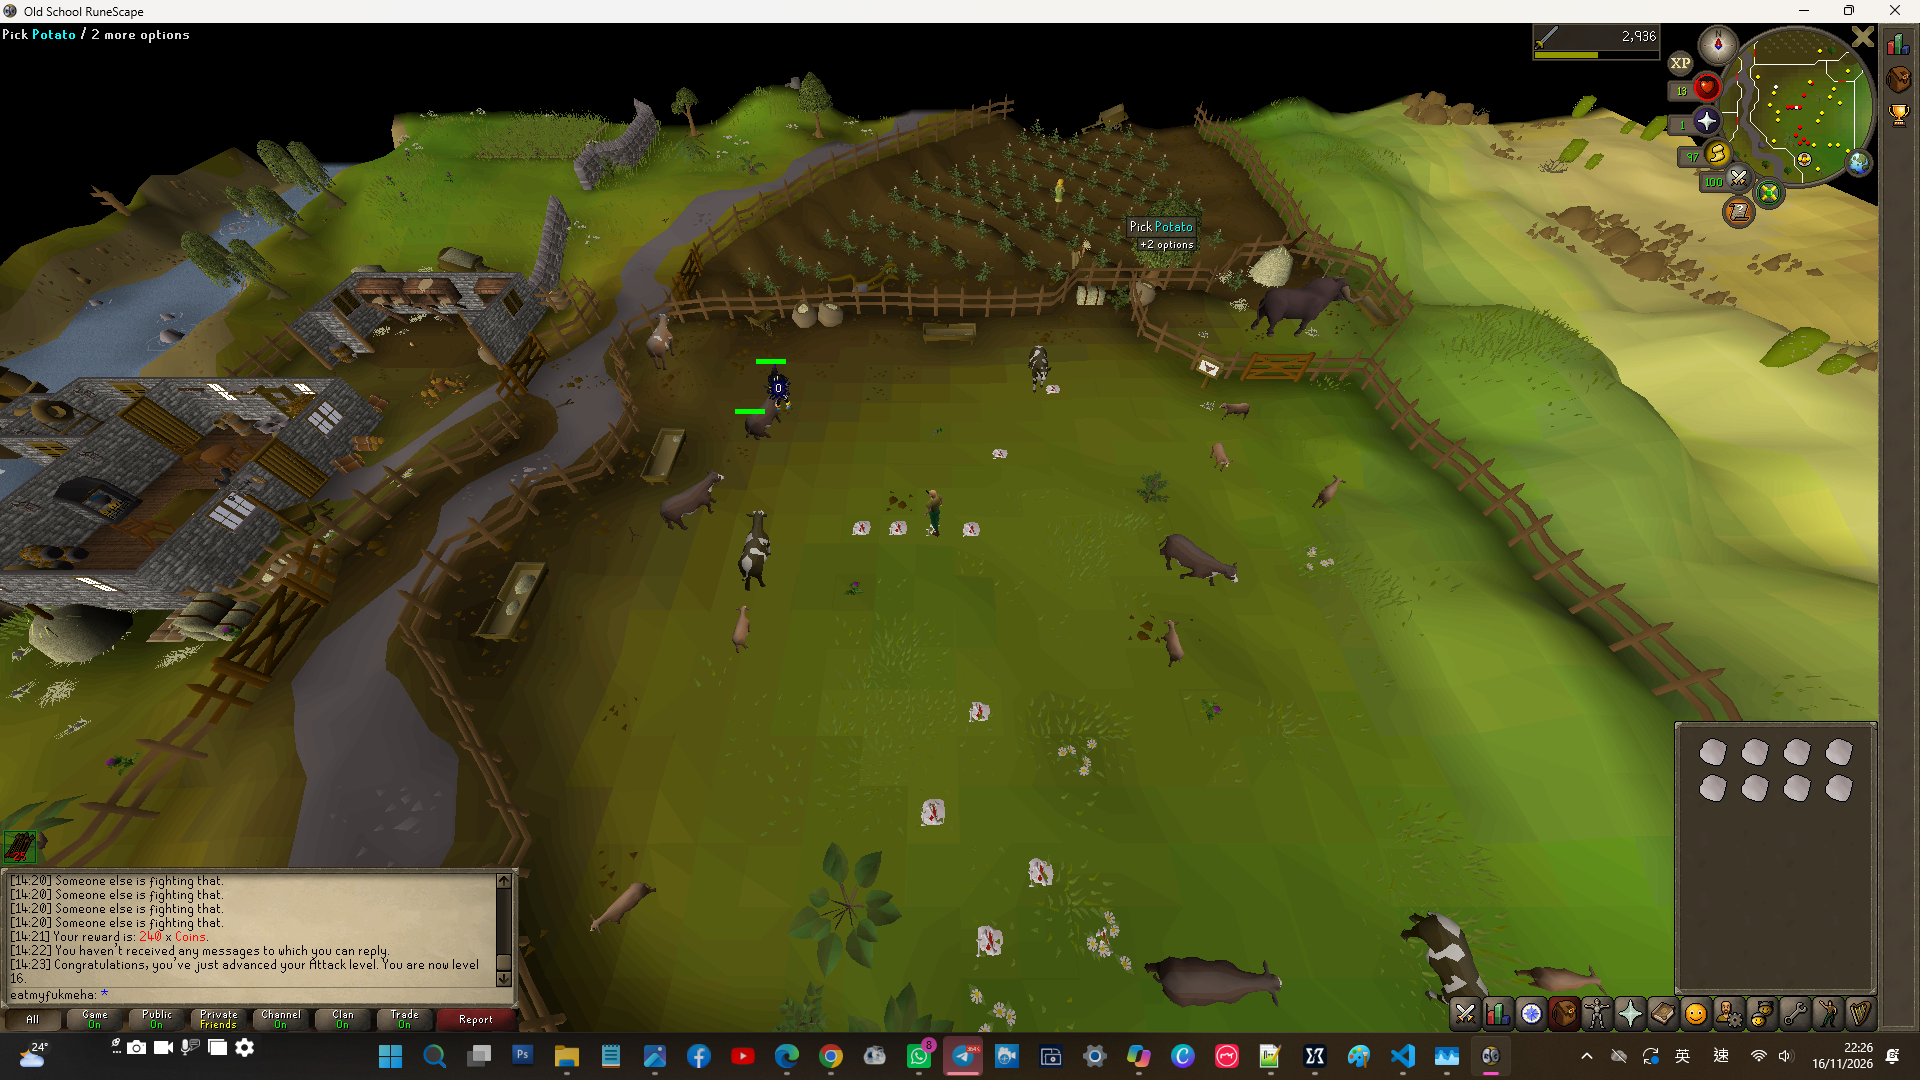 Old School RuneScape
Pick Potato / 2 more options
2,936
XP
N
13
1
97
100
Pick Potato
+2 options
0
[14:20] Someone else is fighting that.
[14:20] Someone else is fighting that.
[14:20] Someone else is fighting that.
[14:20] Someone else is fighting that.
[14:21] Your reward is: 240 x Coins.
[14:22] You haven't received any messages to which you can reply.
[14:23] Congratulations, you've just advanced your Attack level. You are now level
16.
eatmyfukmeha: *
All
Game
On
Public
On
Private
Friends
Channel
On
Clan
On
Trade
On
Report
24°
Ps
8
英
速
22:26
16/11/2026